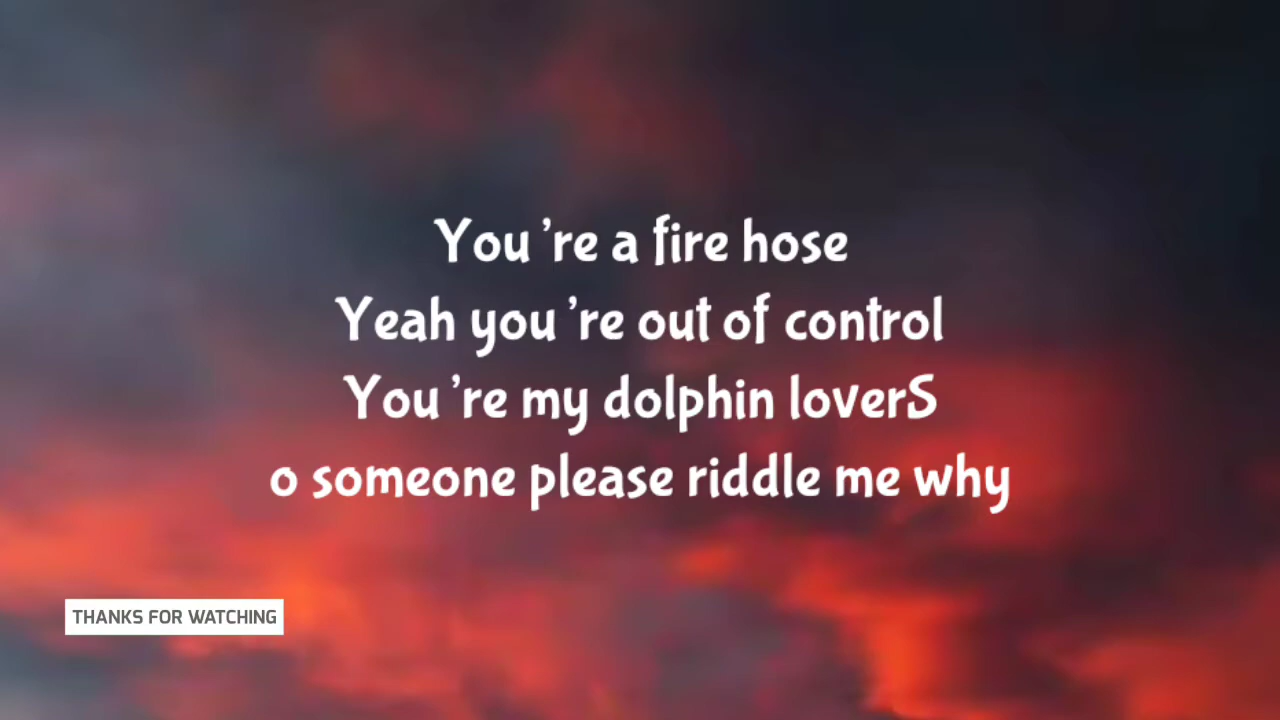 You 're a fire hose
Yeah you 're out of control
You 're my dolphin loverS
o someone please riddle me why
THANKS FOR WATCHING